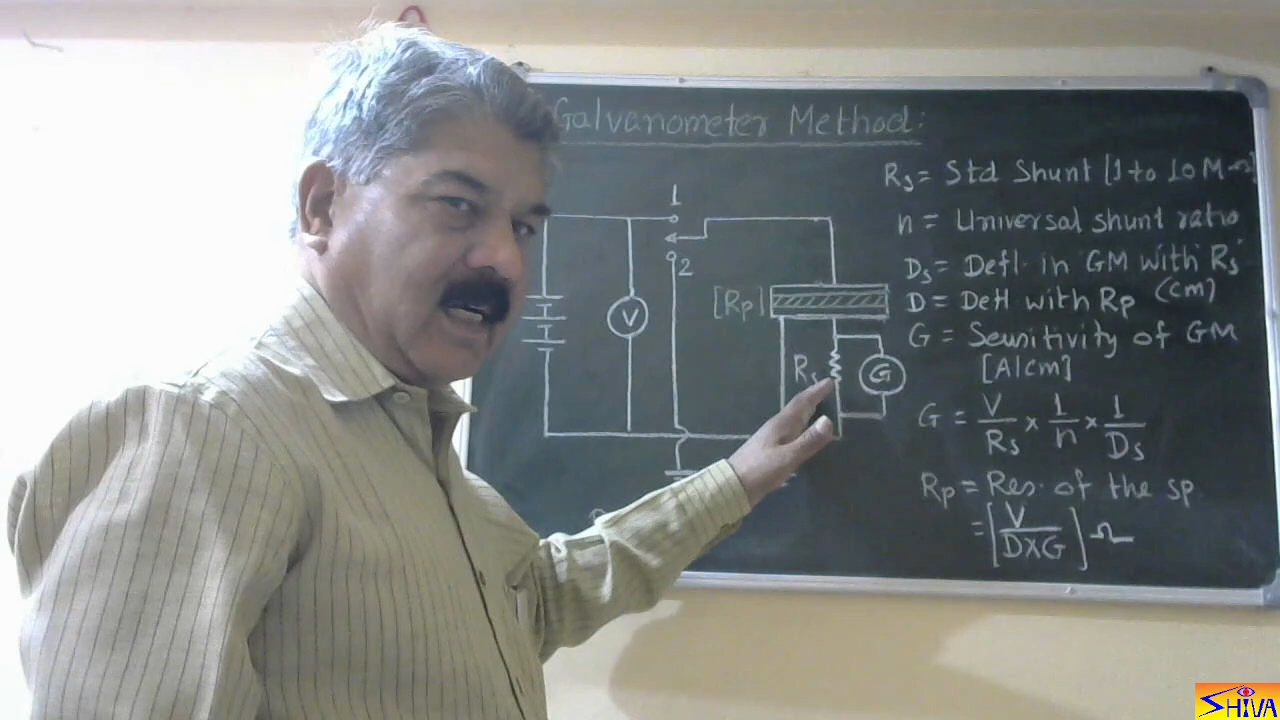 Galvanometer Method:
1
2
V
[Rp]
Rs
G
Rs = Std Shunt [1 to 10 M-Ω]
n = Universal shunt ratio
Ds = Defl. in GM with Rs
D = Defl with Rp (cm)
G = Sensitivity of GM
[A/cm]
G = V/Rs × 1/n × 1/Ds
Rp = Res. of the sp
= [V/D×G] Ω
SHIVA